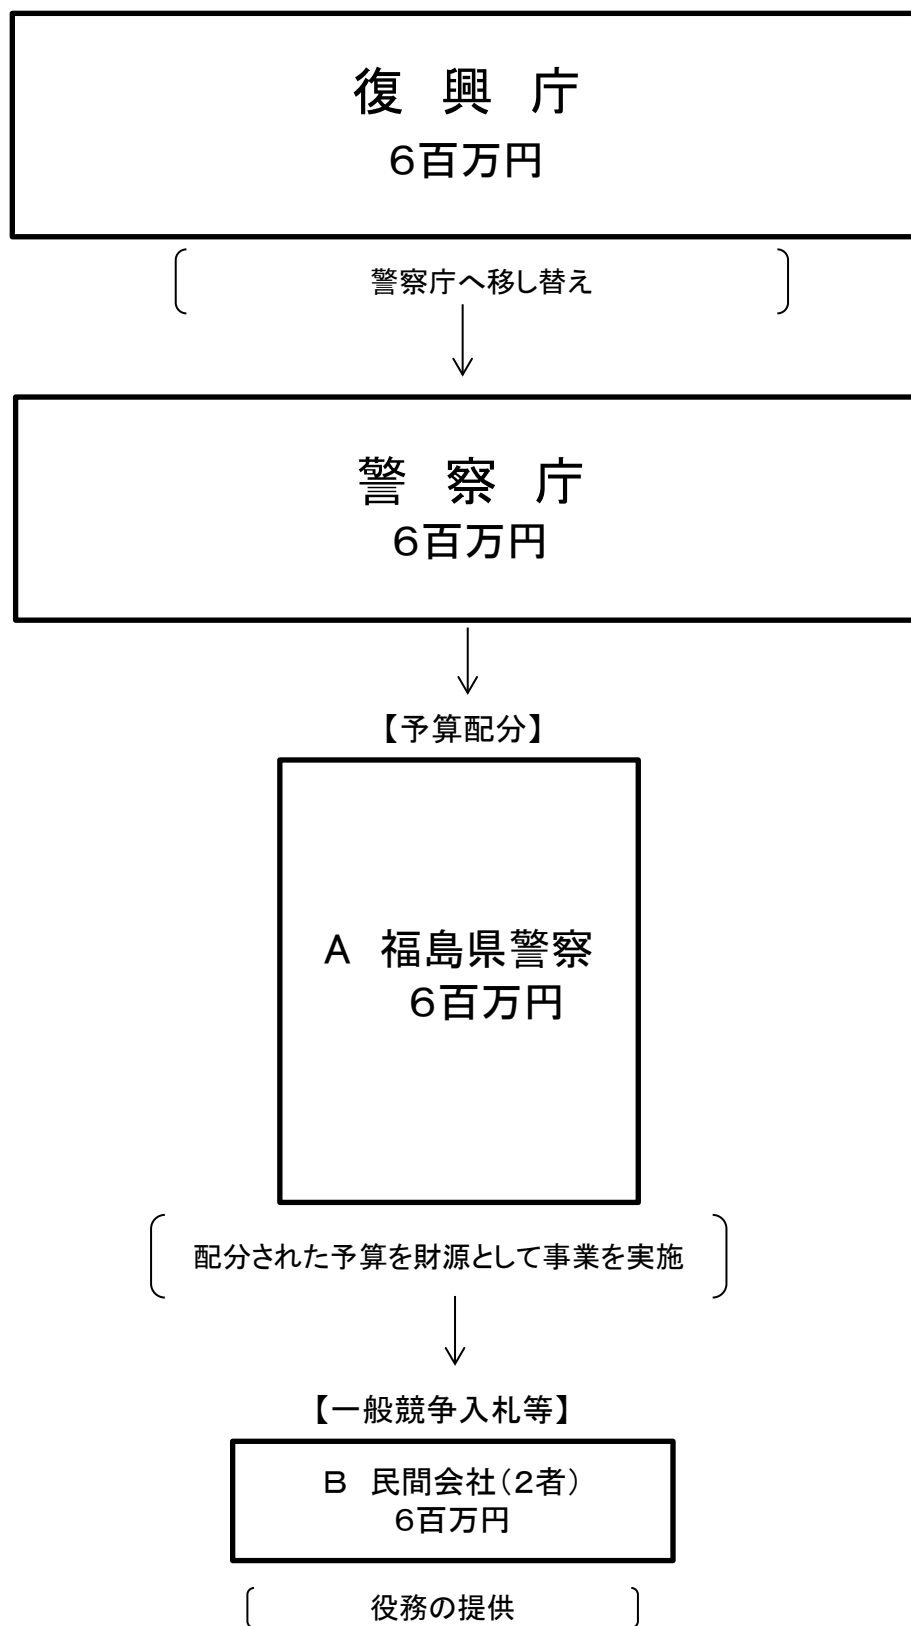 復 興 庁
６百万円
警察庁へ移し替え
警 察 庁
６百万円
【予算配分】
Ａ 福島県警察
６百万円
配分された予算を財源として事業を実施
【一般競争入札等】
Ｂ 民間会社（２者）
６百万円
役務の提供